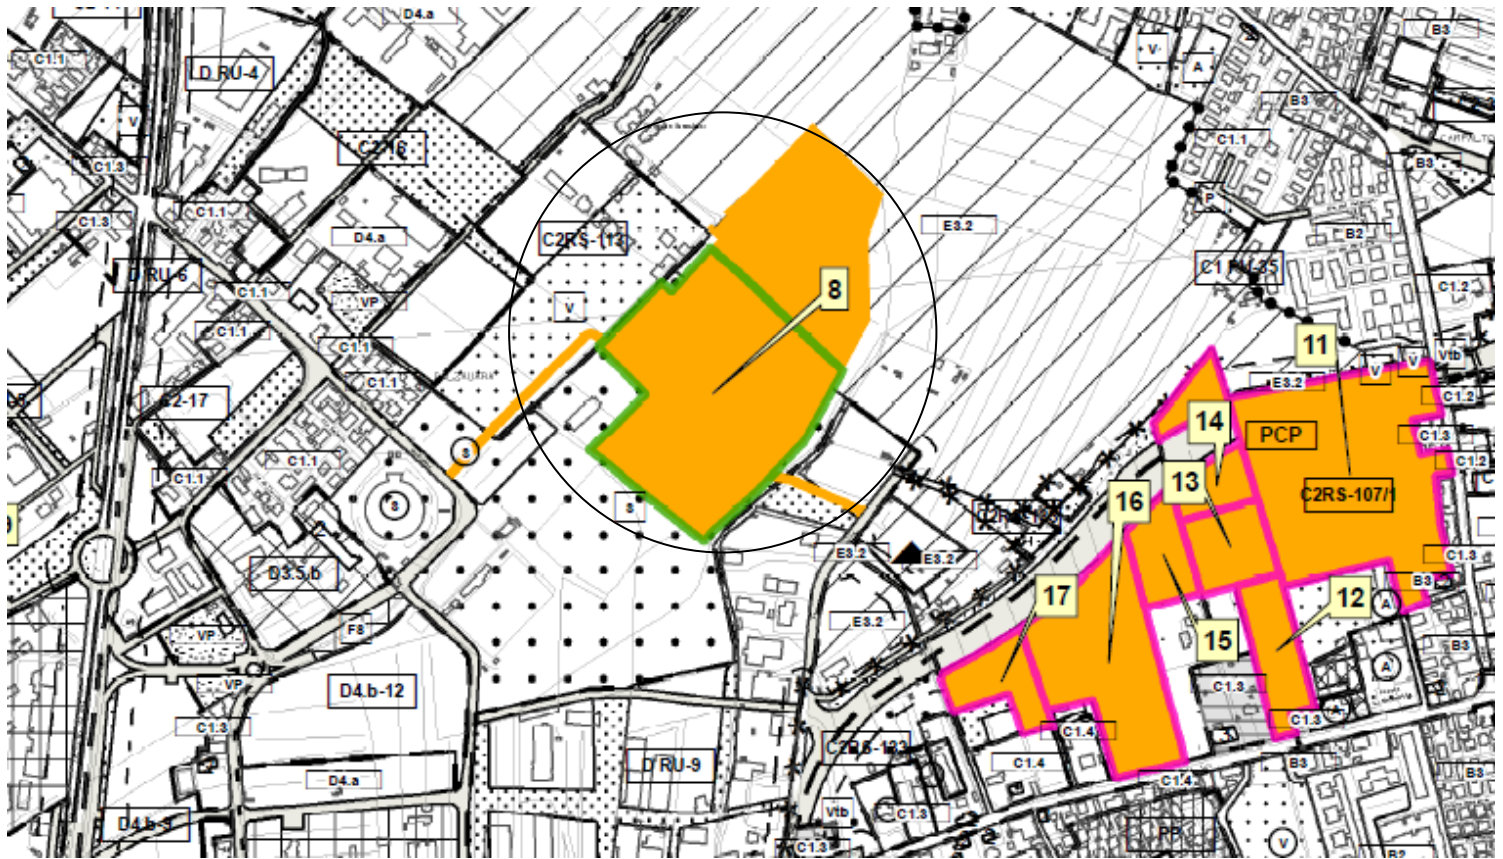 D4.a
B3
C1.1
V
D RU-4
A
B3
V
C2-16
C1.1
CAMPALTO
C1.3
B3
P
C1.1
C1.3
D4.a
C2RS-113
E3.2
B2
D RU-6
C1 RU-35
C1.1
VP
8
C1.2
V
C1.1
C1.1
11
Vtb
V
V
C1.1
E3.2
C2-17
C1.2
14
PCP
C1.3
S
C1.1
C1.2
C1.1
13
16
C2RS-107/1
S
S
E3.2
E3.2
C1.3
D3.5.b
B3
17
12
A
E3.2
F8
VP
15
B3
A
VP
C1.3
D4.b-12
A
C1.3
C1.3
C1.4
C2RS-133
D RU-9
C1.4
B3
D4.a
C1.4
B3
Vtb
C1.3
D4.b-9
PP
V
C1.3
B2